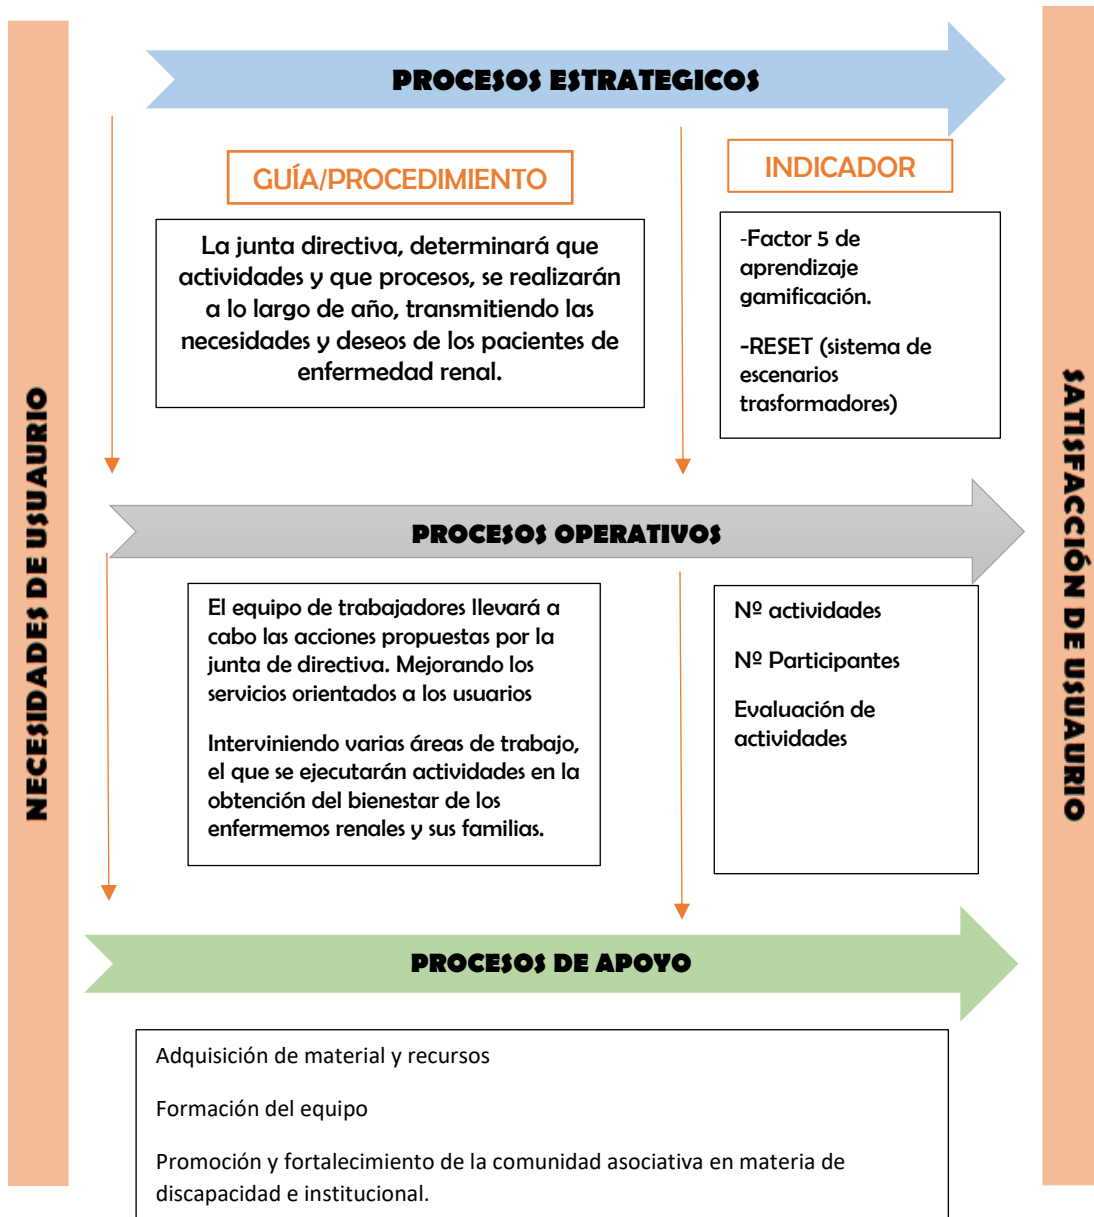 PROCESOS ESTRATEGICOS
GUÍA/PROCEDIMIENTO
INDICADOR
La junta directiva, determinará que
actividades y que procesos, se realizarán
a lo largo de año, transmitiendo las
necesidades y deseos de los pacientes de
enfermedad renal.
-Factor 5 de
aprendizaje
gamificación.
-RESET (sistema de
escenarios
trasformadores)
NECESIDADES DE USUAURIO
SATISFACCIÓN DE USUAURIO
PROCESOS OPERATIVOS
El equipo de trabajadores llevará a
cabo las acciones propuestas por la
junta de directiva. Mejorando los
servicios orientados a los usuarios
Interviniendo varias áreas de trabajo,
el que se ejecutarán actividades en la
obtención del bienestar de los
enfermemos renales y sus familias.
Nº actividades
Nº Participantes
Evaluación de
actividades
PROCESOS DE APOYO
Adquisición de material y recursos
Formación del equipo
Promoción y fortalecimiento de la comunidad asociativa en materia de
discapacidad e institucional.